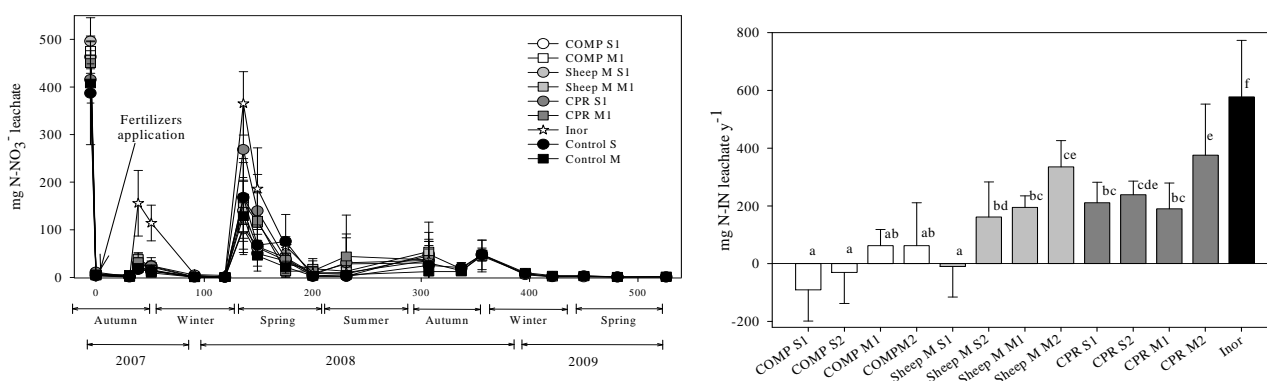 500
400
300
200
100
0
mg N-NO3- leachate
Fertilizers
application
COMP S1
COMP M1
Sheep M S1
Sheep M M1
CPR S1
CPR M1
Inor
Control S
Control M
0 100 200 300 400 500
Autumn Winter Spring Summer Autumn Winter Spring
2007 2008 2009
800
600
400
200
0
-200
mg N-IN leachate y-1
a a ab ab a bd bc ce bc cde bc e f
COMP S1
COMP S2
COMP M1
COMPM2
Sheep M S1
Sheep M S2
Sheep M M1
Sheep M M2
CPR S1
CPR S2
CPR M1
CPR M2
Inor